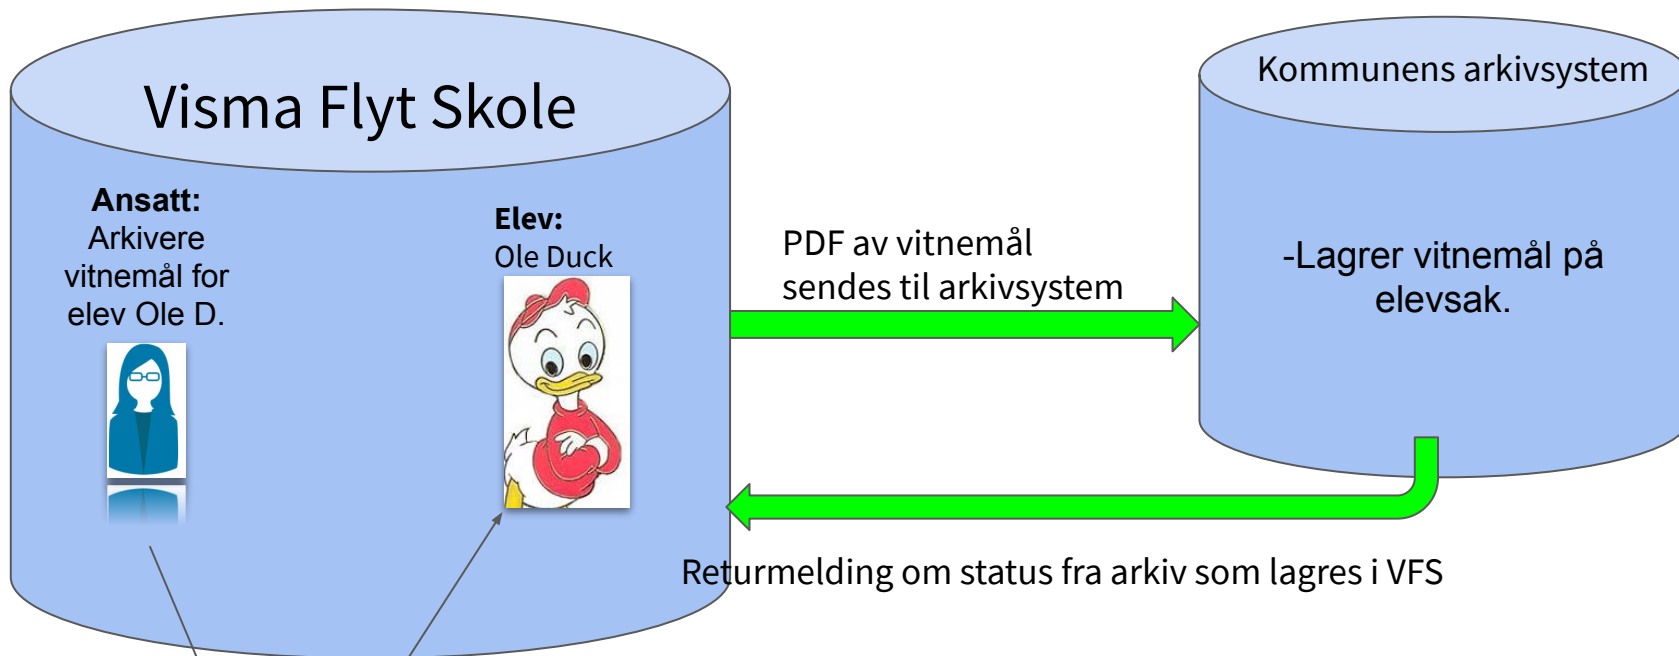 Visma Flyt Skole
Ansatt:
Arkivere
vitnemål for
elev Ole D.
Elev:
Ole Duck
PDF av vitnemål
sendes til arkivsystem
Kommunens arkivsystem
-Lagrer vitnemål på
elevsak.
Returmelding om status fra arkiv som lagres i VFS